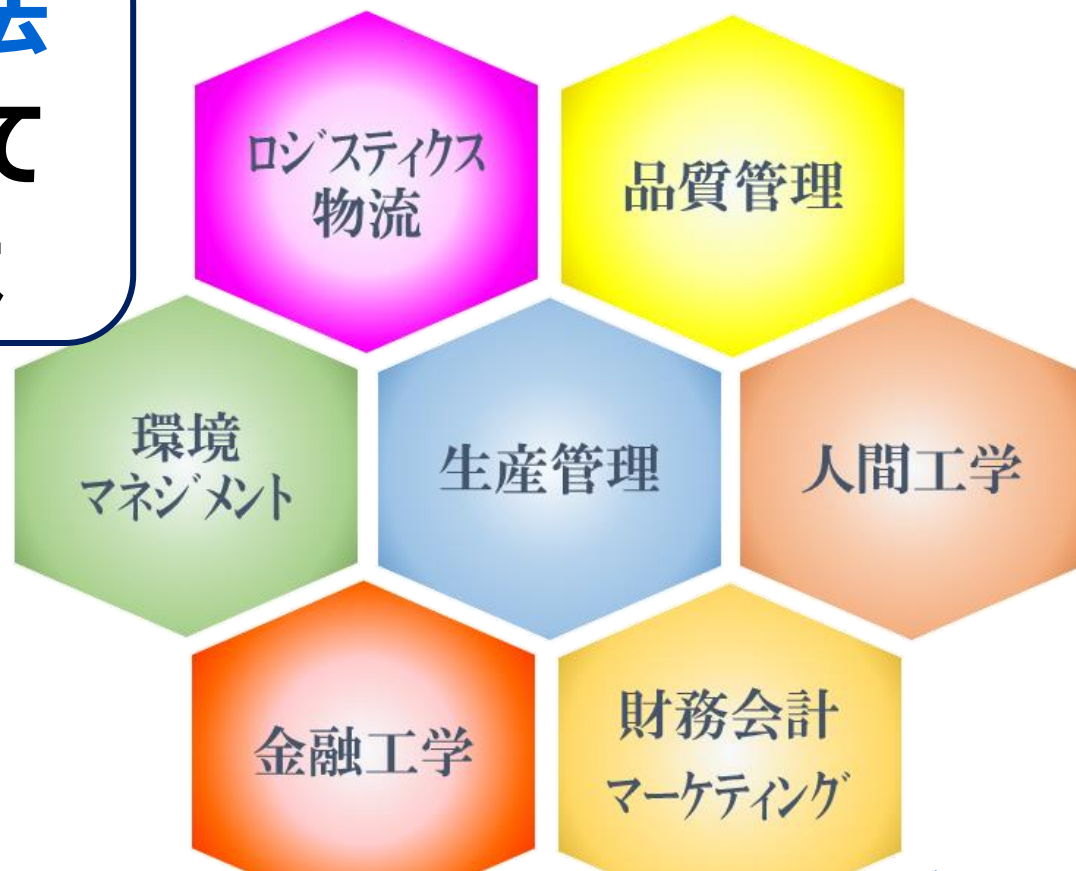 法
て
ロジスティクス
物流
品質管理
環境
マネジメント
生産管理
人間工学
金融工学
財務会計
マーケティング